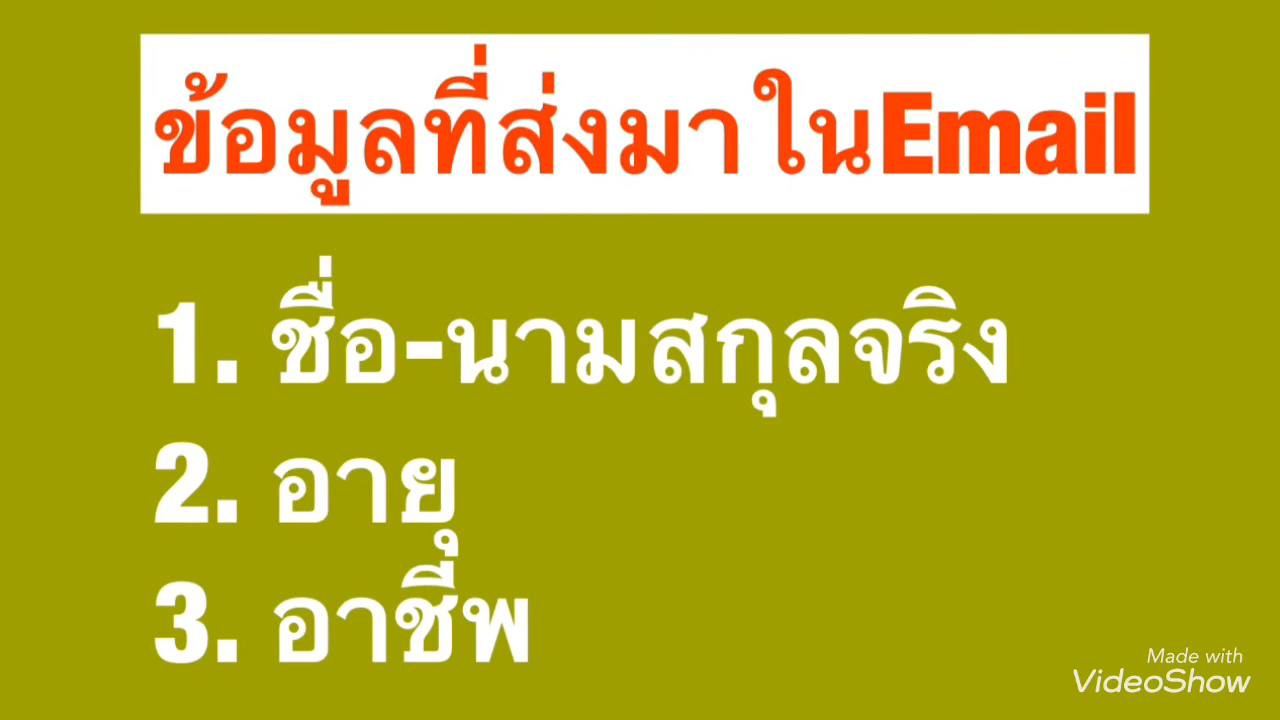 ข้อมูลที่ส่งมาในEmail
1. ชื่อ-นามสกุลจริง
2. อายุ
3. อาชีพ
Made with
VideoShow